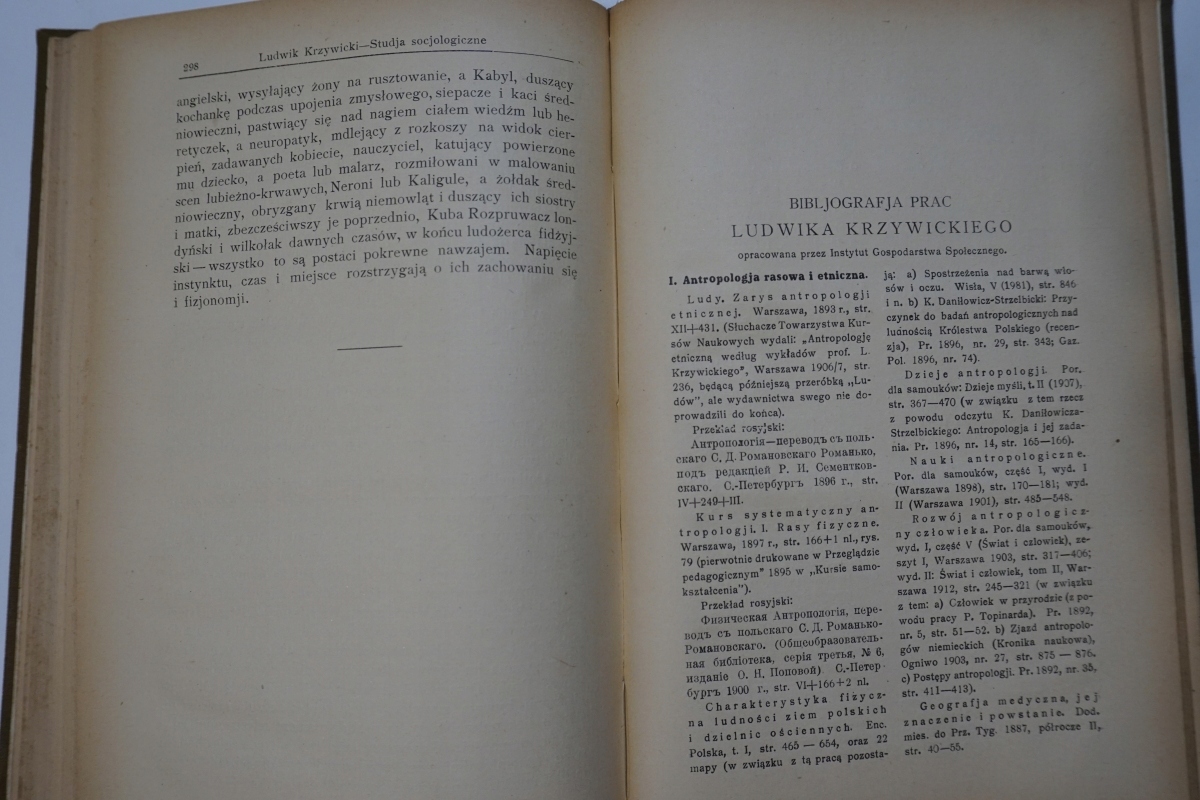 298
Ludwik Krzywicki—Studja socjologiczne
angielski, wysyłający żony na rusztowanie, a Kabyl, duszący
kochankę podczas upojenia zmysłowego, siepacze i kaci śred-
niowieczni, pastwiący się nad nagiem ciałem wiedźm lub he-
retyczek, a neuropatyk, mdlejący z rozkoszy na widok cier-
pień, zadawanych kobiecie, nauczyciel, katujący powierzone
mu dziecko, a poeta lub malarz, rozmiłowani w malowaniu
scen lubieżno-krwawych, Neroni lub Kaligule, a żołdak śred-
niowieczny, obryzgany krwią niemowląt i duszący ich siostry
i matki, zbezcześciwszy je poprzednio, Kuba Rozpruwacz lon-
dyński i wilkołak dawnych czasów, w końcu ludożerca fidżyj-
ski — wszystko to są postaci pokrewne nawzajem. Napięcie
instynktu, czas i miejsce rozstrzygają o ich zachowaniu się
i fizjonomji.
BIBLJOGRAFJA PRAC
LUDWIKA KRZYWICKIEGO
opracowana przez Instytut Gospodarstwa Społecznego.
I. Antropologja rasowa i etniczna.
Ludy. Zarys antropologji
etnicznej. Warszawa, 1893 r., str.
XII+431. (Słuchacze Towarzystwa Kur-
sów Naukowych wydali: „Antropologję
etniczną według wykładów prof. L.
Krzywickiego", Warszawa 1906/7, str.
236, będącą późniejszą przeróbką „Lu-
dów", ale wydawnictwa swego nie do-
prowadzili do końca).
Przekład rosyjski:
Антропологія—переводъ съ поль-
скаго С. Д. Романовскаго Романько,
подъ редакціей Р. И. Сементков-
скаго. С.-Петербургъ 1896 г., str.
IV+249+III.
Kurs systematyczny an-
tropologji. I. Rasy fizyczne.
Warszawa, 1897 r., str. 166+1 nl., rys.
79 (pierwotnie drukowane w Przeglądzie
pedagogicznym" 1895 w „Kursie samo-
kształcenia").
Przekład rosyjski:
Физическая Антропологія, пере-
водъ съ польскаго С. Д. Романько-
Романовскаго. (Общеобразователь-
ная библіотека, серія третья, № 6,
изданіе О. Н. Поповой). С.-Петер-
бургъ 1900 г., str. VI+166+2 nl.
Charakterystyka fizycz-
na ludności ziem polskich
i dzielnic ościennych. Enc.
Polska, t. I, str. 465 — 654, oraz 22
mapy (w związku z tą pracą pozosta-
ją: a) Spostrzeżenia nad barwą wło-
sów i oczu. Wisła, V (1981), str. 846
i n. b) K. Daniłowicz-Strzelbicki: Przy-
czynek do badań antropologicznych nad
ludnością Królestwa Polskiego (recen-
zja), Pr. 1896, nr. 29, str. 343; Gaz.
Pol. 1896, nr. 74).
Dzieje antropologji. Por.
dla samouków: Dzieje myśli, t. II (1907),
str. 367—470 (w związku z tem rzecz
z powodu odczytu K. Daniłowicza-
Strzelbickiego: Antropologja i jej zada-
nia. Pr. 1896, nr. 14, str. 165—166).
Nauki antropologiczne.
Por. dla samouków, część I, wyd. I
(Warszawa 1898), str. 170—181; wyd.
II (Warszawa 1901), str. 485—548.
Rozwój antropologicz-
ny człowieka. Por. dla samouków,
wyd. I, część V (Świat i człowiek), ze-
szyt I, Warszawa 1903, str. 317—406;
wyd. II: Świat i człowiek, tom II, War-
szawa 1912, str. 245—321 (w związku
z tem: a) Człowiek w przyrodzie (z po-
wodu pracy P. Topinarda). Pr. 1892,
nr. 5, str. 51—52. b) Zjazd antropolo-
gów niemieckich (Kronika naukowa),
Ogniwo 1903, nr. 27, str. 875 — 876.
c) Postępy antropologji. Pr. 1892, nr. 35,
str. 411—413).
Geografja medyczna, jej
znaczenie i powstanie. Dod.
mies. do Prz. Tyg. 1887, półrocze II,
str. 40—55.